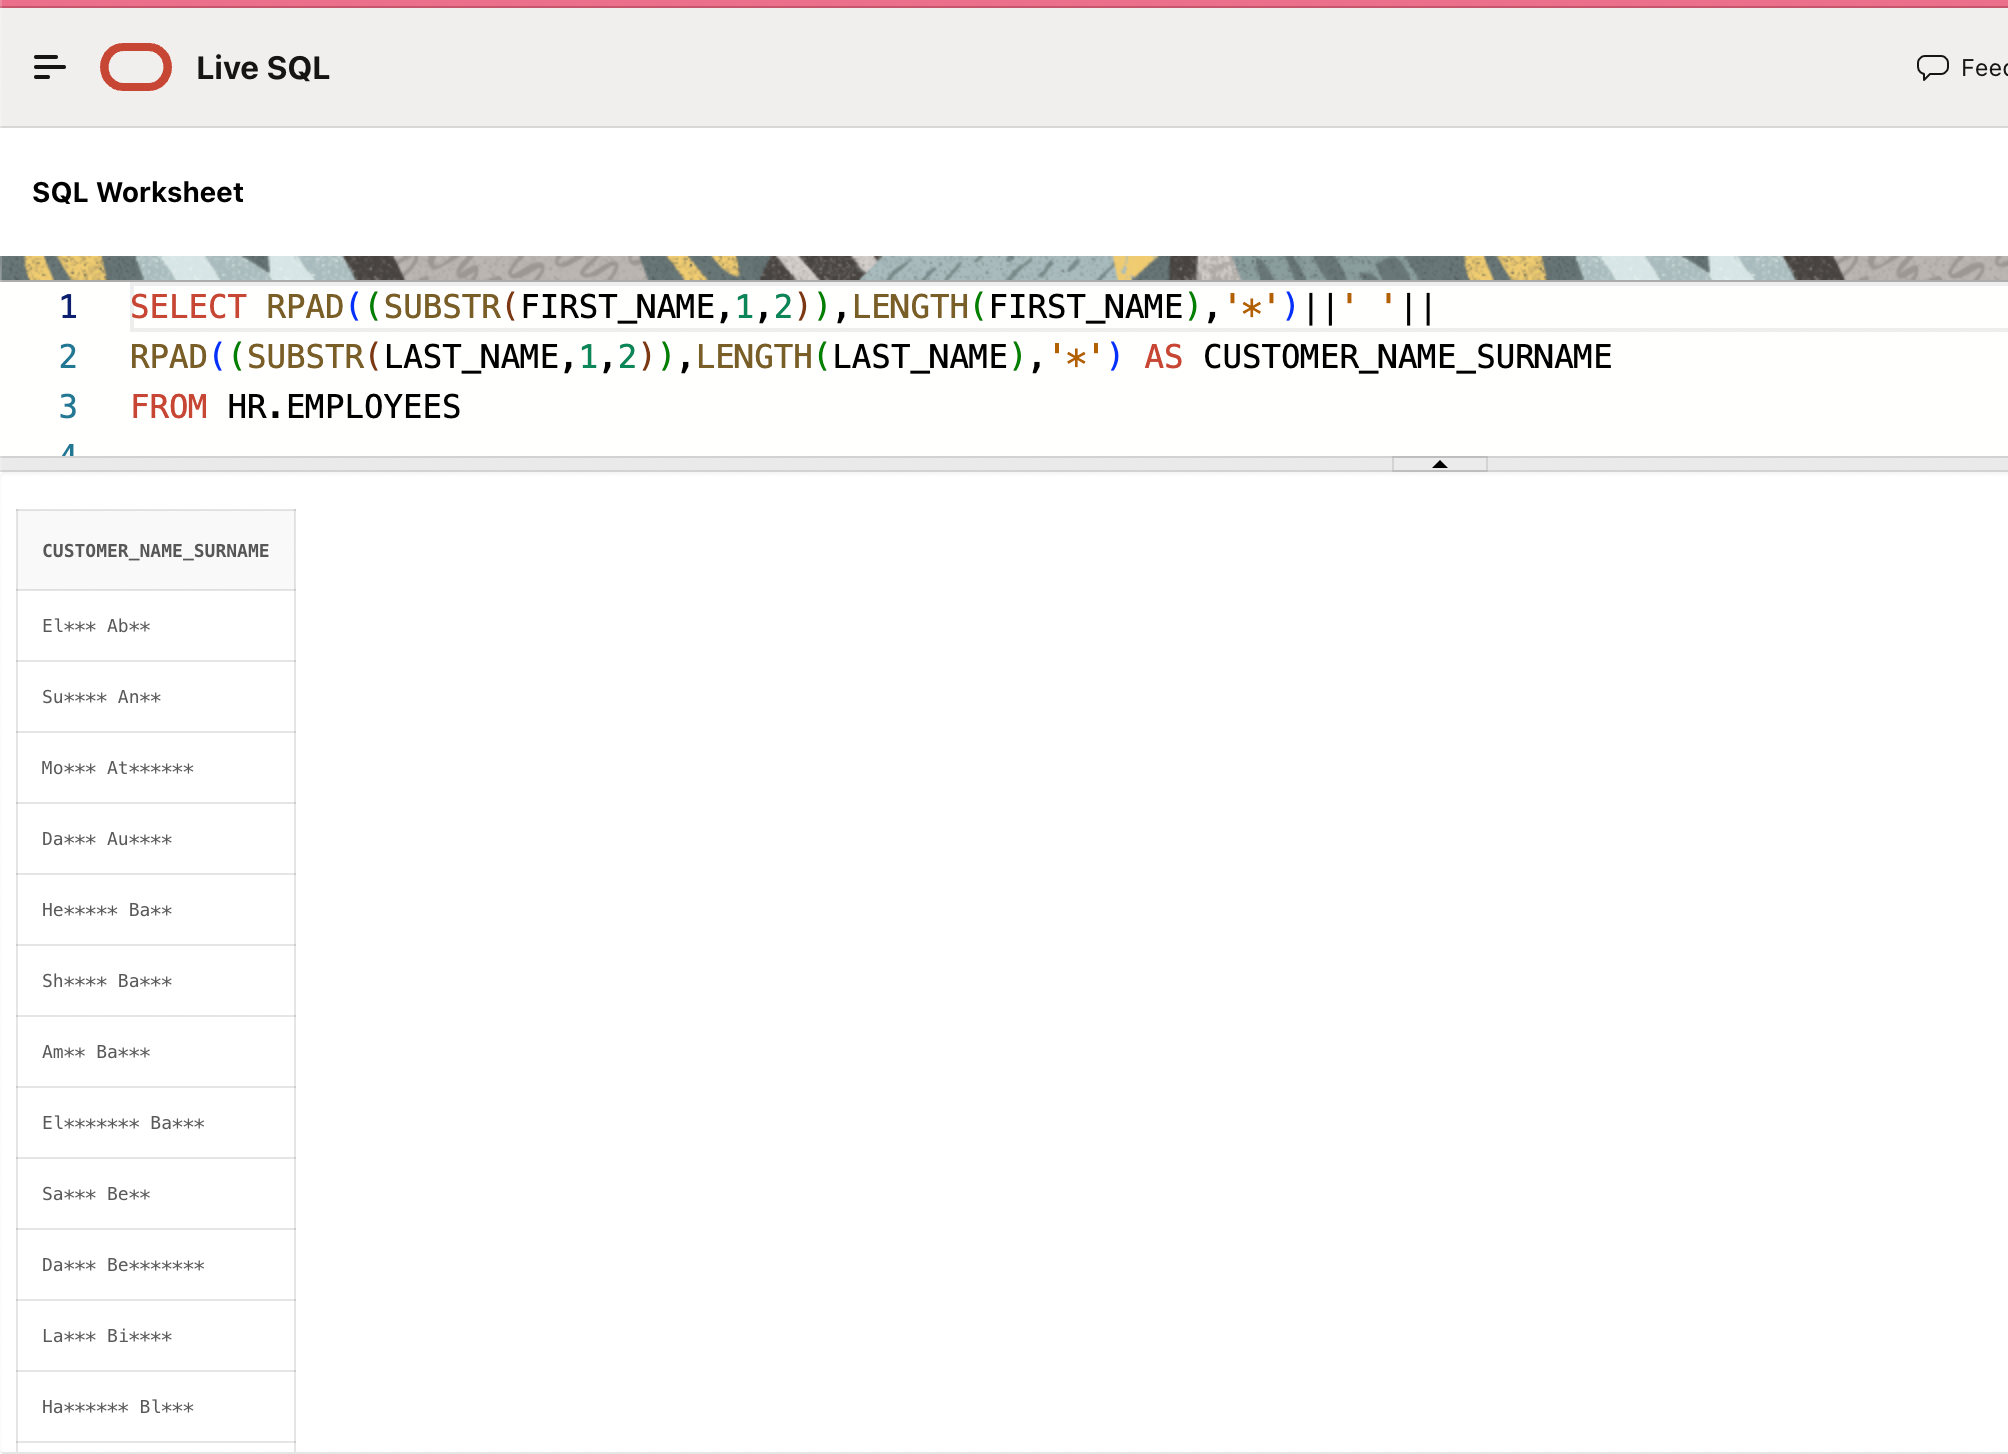 Live SQL
SQL Worksheet
1 SELECT RPAD((SUBSTR(FIRST_NAME,1,2)),LENGTH(FIRST_NAME),'*')||' '||
2 RPAD((SUBSTR(LAST_NAME,1,2)),LENGTH(LAST_NAME),'*') AS CUSTOMER_NAME_SURNAME
3 FROM HR.EMPLOYEES
4
CUSTOMER_NAME_SURNAME
El*** Ab**
Su**** An**
Mo*** At******
Da*** Au****
He***** Ba**
Sh**** Ba***
Am** Ba***
El******* Ba***
Sa*** Be**
Da*** Be*******
La*** Bi****
Ha****** Bl***